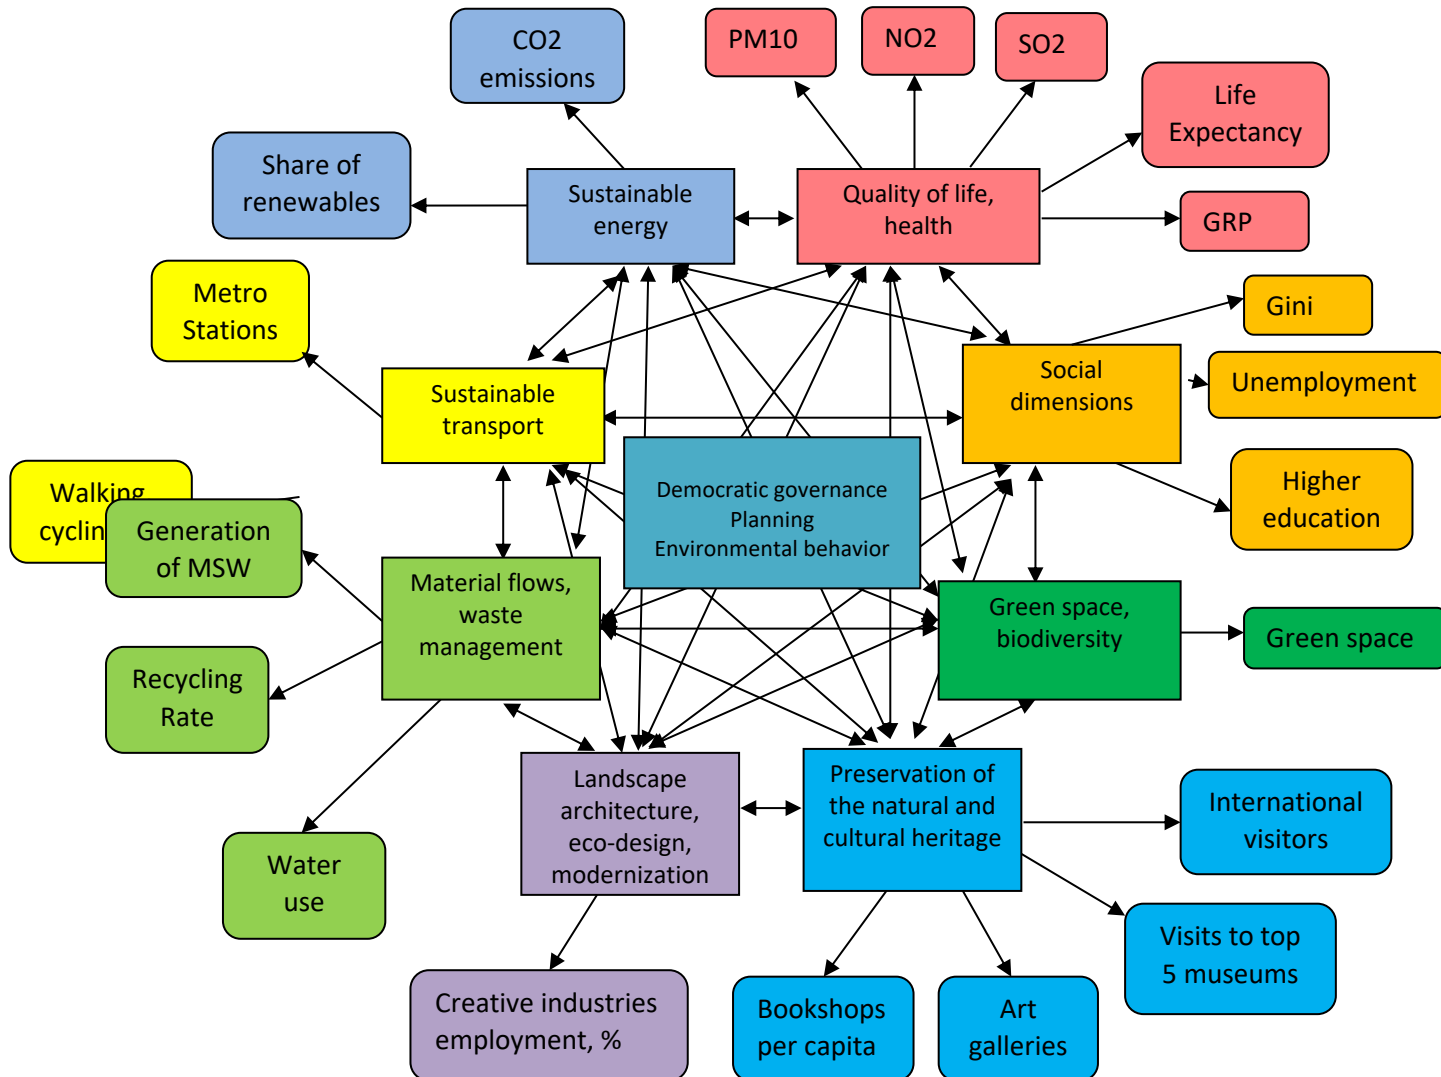 CO2
emissions
PM10
NO2
SO2
Life
Expectancy
Share of
renewables
Sustainable
energy
Quality of life,
health
GRP
Metro
Stations
Gini
Sustainable
transport
Social
dimensions
Unemployment
Walking
cyclin
Generation
of MSW
Democratic governance
Planning
Environmental behavior
Higher
education
Material flows,
waste
management
Green space,
biodiversity
Green space
Recycling
Rate
Landscape
architecture,
eco-design,
modernization
Preservation of
the natural and
cultural heritage
International
visitors
Water
use
Visits to top
5 museums
Creative industries
employment, %
Bookshops
per capita
Art
galleries